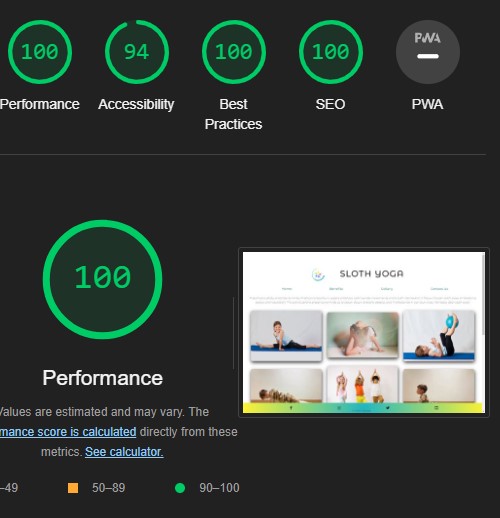 100
94
100
100
PWA
Performance
Accessibility
Best
Practices
SEO
PWA
100
Performance
Values are estimated and may vary. The
mance score is calculated directly from these
metrics. See calculator.
–49
50–89
90–100
SLOTH YOGA
Home
Benefits
Gallery
Contact us